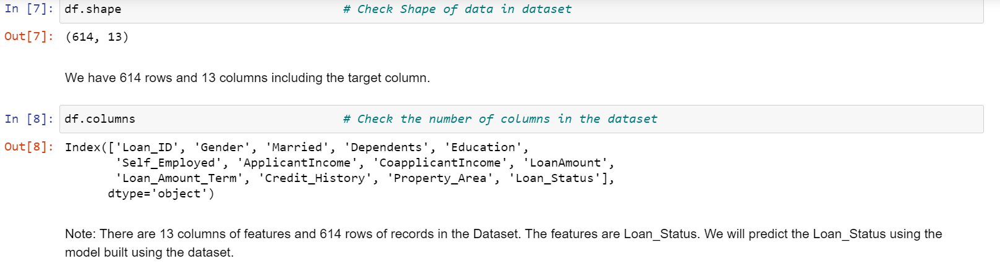 In [7]: df.shape # Check Shape of data in dataset
Out[7]: (614, 13)
We have 614 rows and 13 columns including the target column.
In [8]: df.columns # Check the number of columns in the dataset
Out[8]: Index(['Loan_ID', 'Gender', 'Married', 'Dependents', 'Education',
'Self_Employed', 'ApplicantIncome', 'CoapplicantIncome', 'LoanAmount',
'Loan_Amount_Term', 'Credit_History', 'Property_Area', 'Loan_Status'],
dtype='object')
Note: There are 13 columns of features and 614 rows of records in the Dataset. The features are Loan_Status. We will predict the Loan_Status using the
model built using the dataset.